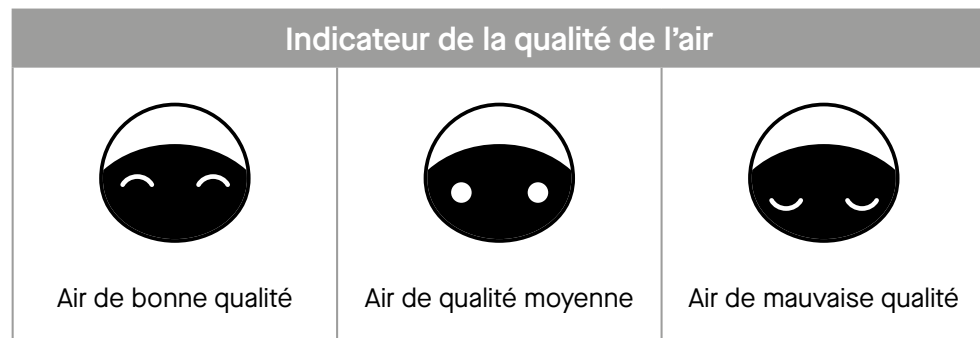 Indicateur de la qualité de l’air
Air de bonne qualité
Air de qualité moyenne
Air de mauvaise qualité